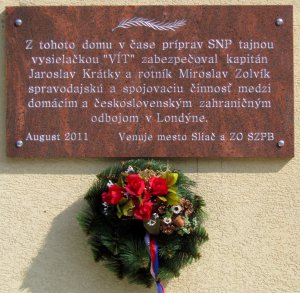 Z tohoto domu v čase príprav SNP tajnou
vysielačkou "VÍT" zabezpečoval kapitán
Jaroslav Krátky a rotník Miroslav Zolvík
spravodajskú a spojovaciu činnosť medzi
domácim a československým zahraničným
odbojom v Londýne.
August 2011 Venuje mesto Sliač a ZO SZPB